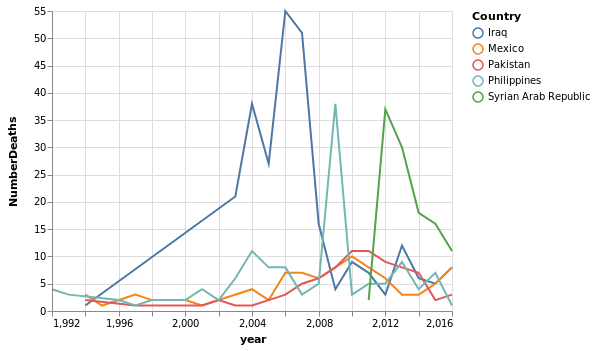 55
50
45
40
35
30
25
20
15
10
5
0
NumberDeaths
1,992 1,996 2,000 2,004 2,008 2,012 2,016
year
Country
Iraq
Mexico
Pakistan
Philippines
Syrian Arab Republic